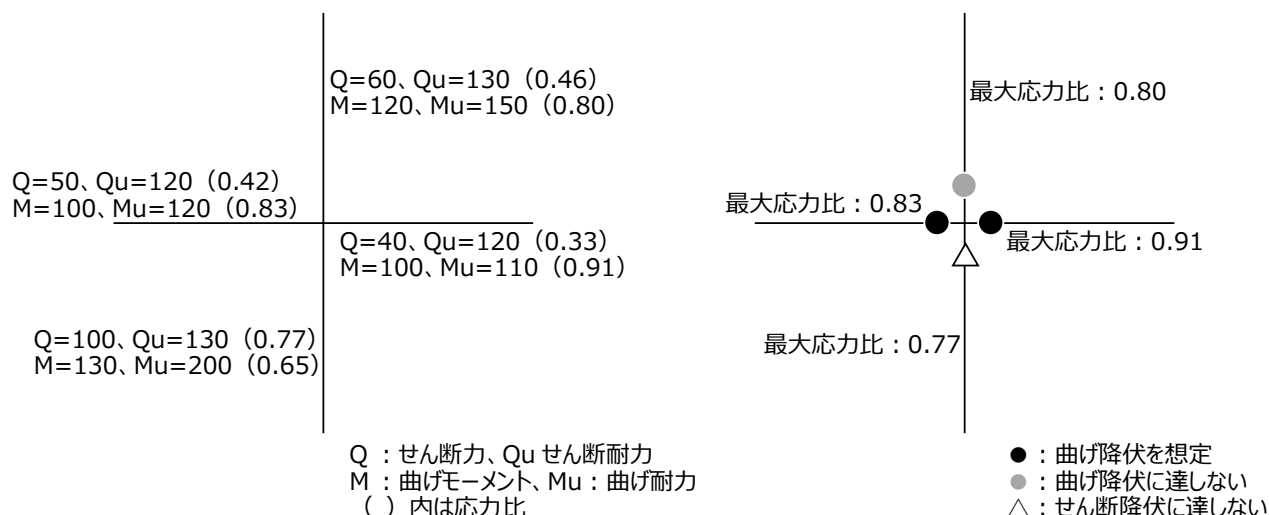 Q=60、Qu=130（0.46）
M=120、Mu=150（0.80）
Q=50、Qu=120（0.42）
M=100、Mu=120（0.83）
Q=40、Qu=120（0.33）
M=100、Mu=110（0.91）
Q=100、Qu=130（0.77）
M=130、Mu=200（0.65）
Q ：せん断力、Qu せん断耐力
M ：曲げモーメント、Mu：曲げ耐力
（ ）内は応力比
最大応力比：0.80
最大応力比：0.83
最大応力比：0.91
最大応力比：0.77
●：曲げ降伏を想定
●：曲げ降伏に達しない
△：せん断降伏に達しない